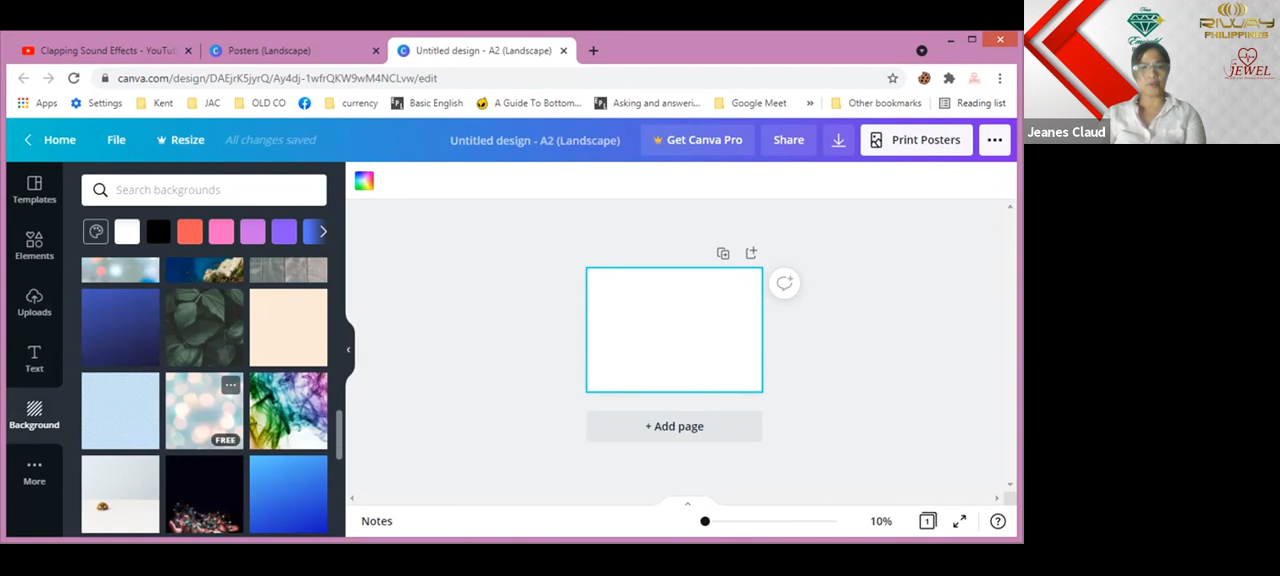 Clapping Sound Effects - YouTu
Posters (Landscape)
Untitled design - A2 (Landscape)
canva.com/design/DAEjrK5jyrQ/Ay4dj-1wfrQKW9wM4NCLvw/edit
Apps
Settings
Kent
JAC
OLD CO
currency
Basic English
A Guide To Bottom...
Asking and answeri...
Google Meet
»
Other bookmarks
Reading list
Home
File
Resize
All changes saved
Untitled design - A2 (Landscape)
Get Canva Pro
Share
Print Posters
Templates
Elements
Uploads
Text
Background
More
Search backgrounds
FREE
+ Add page
Notes
10%
1
?
RIWAY
PHILIPPINES
JEWEL
Jeanes Claud